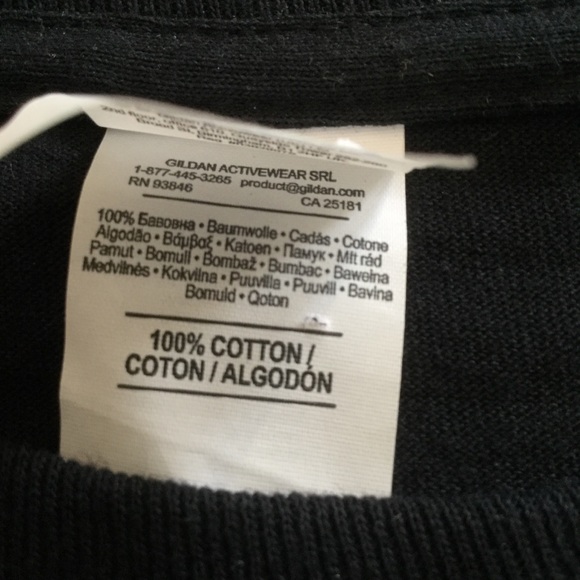 GILDAN ACTIVEWEAR SRL
1-877-445-3265 product@gildan.com
RN 93846 CA 25181
100% Бавовна • Baumwolle • Cadás • Cotone
Algodão • Βάμβαξ • Katoen • Памук • Mīt rád
Pamut • Bomull • Bombaž • Bumbac • Bawełna
Medvilnės • Kokvilna • Puuvilla • Puuvill • Bavlna
Bomuld • Qoton
100% COTTON /
COTON / ALGODÓN